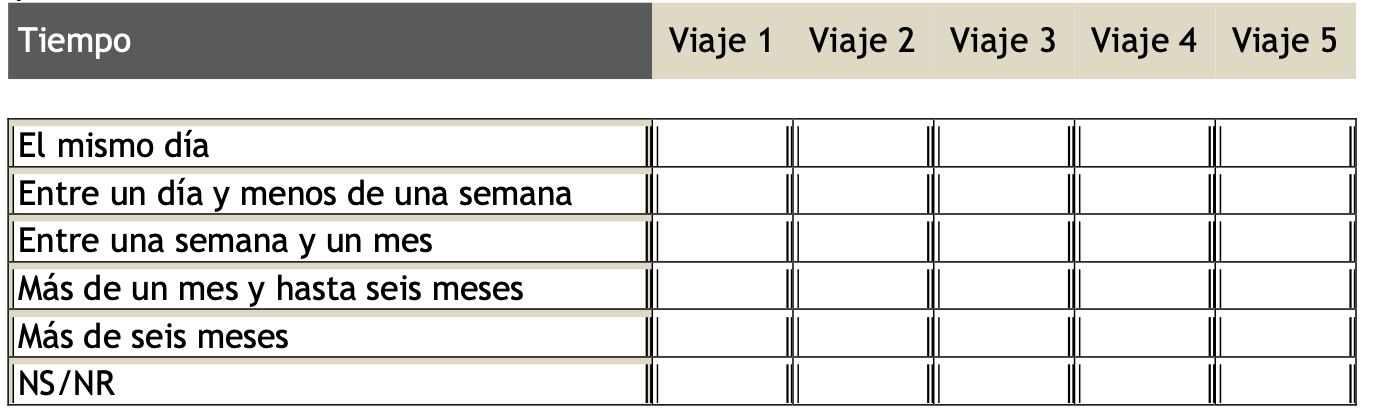 Tiempo Viaje 1 Viaje 2 Viaje 3 Viaje 4 Viaje 5
El mismo día
Entre un día y menos de una semana
Entre una semana y un mes
Más de un mes y hasta seis meses
Más de seis meses
NS/NR